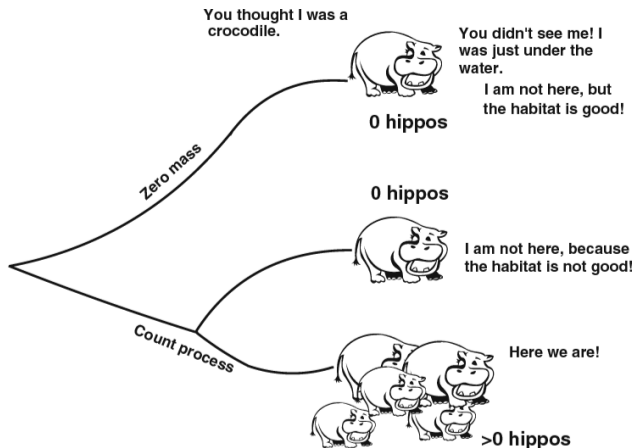 You thought I was a
crocodile.
You didn't see me! I
was just under the
water.
I am not here, but
the habitat is good!
0 hippos
Zero mass
0 hippos
I am not here, because
the habitat is not good!
Count process
Here we are!
>0 hippos